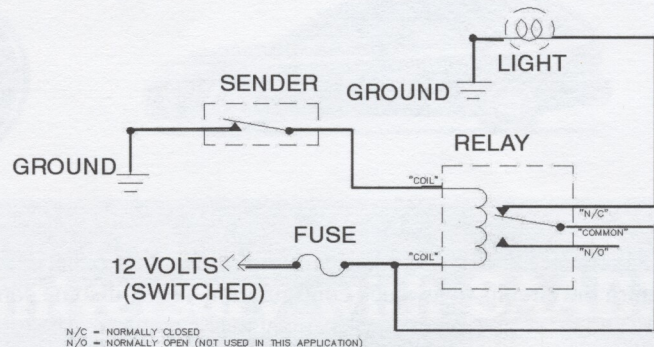 LIGHT
SENDER
GROUND
RELAY
GROUND
"COIL"
"N/C"
"COMMON"
FUSE
"N/O"
"COIL"
12 VOLTS
(SWITCHED)
N/C = NORMALLY CLOSED
N/O = NORMALLY OPEN (NOT USED IN THIS APPLICATION)